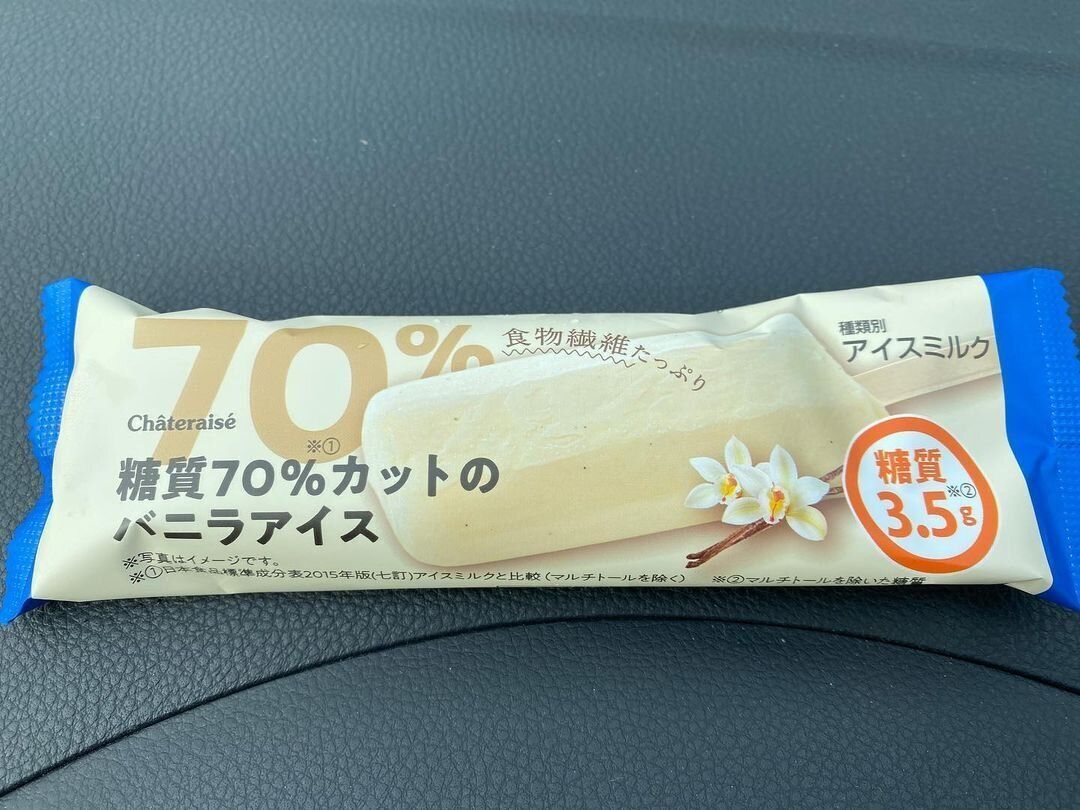 70%
食物繊維たっぷり
種類別
アイスミルク
Châteraisé
※①
糖質70%カットの
バニラアイス
糖質
3.5g※②
※写真はイメージです。
※①日本食品標準成分表2015年版(七訂)アイスミルクと比較(マルチトールを除く)
※②マルチトールを除いた糖質